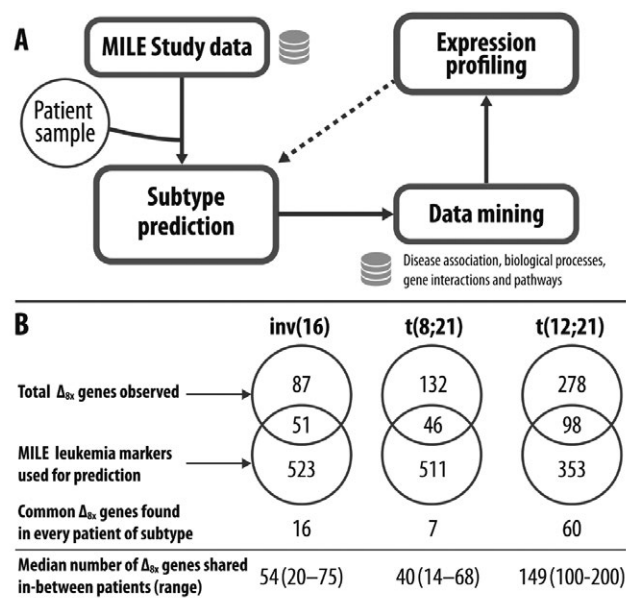 A
MILE Study data
Expression
profiling
Patient
sample
Subtype
prediction
Data mining
Disease association, biological processes,
gene interactions and pathways
B
inv(16) t(8;21) t(12;21)
Total Δ8x genes observed 87 132 278
51 46 98
MILE leukemia markers
used for prediction 523 511 353
Common Δ8x genes found
in every patient of subtype 16 7 60
Median number of Δ8x genes shared
in-between patients (range) 54 (20–75) 40 (14–68) 149 (100-200)